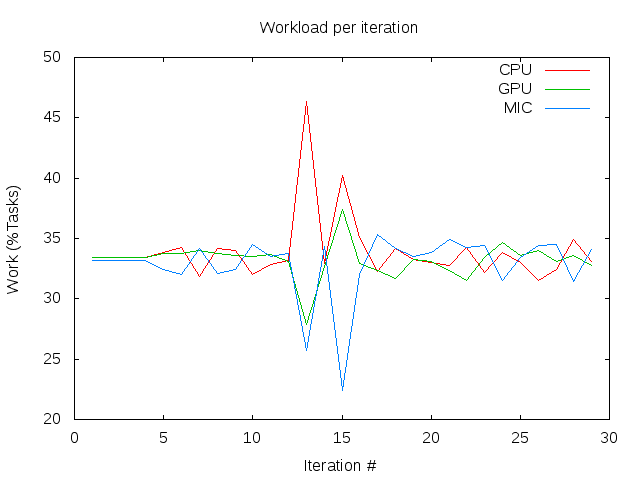 Workload per iteration
CPU
GPU
MIC
Work (%Tasks)
50
45
40
35
30
25
20
0 5 10 15 20 25 30
Iteration #